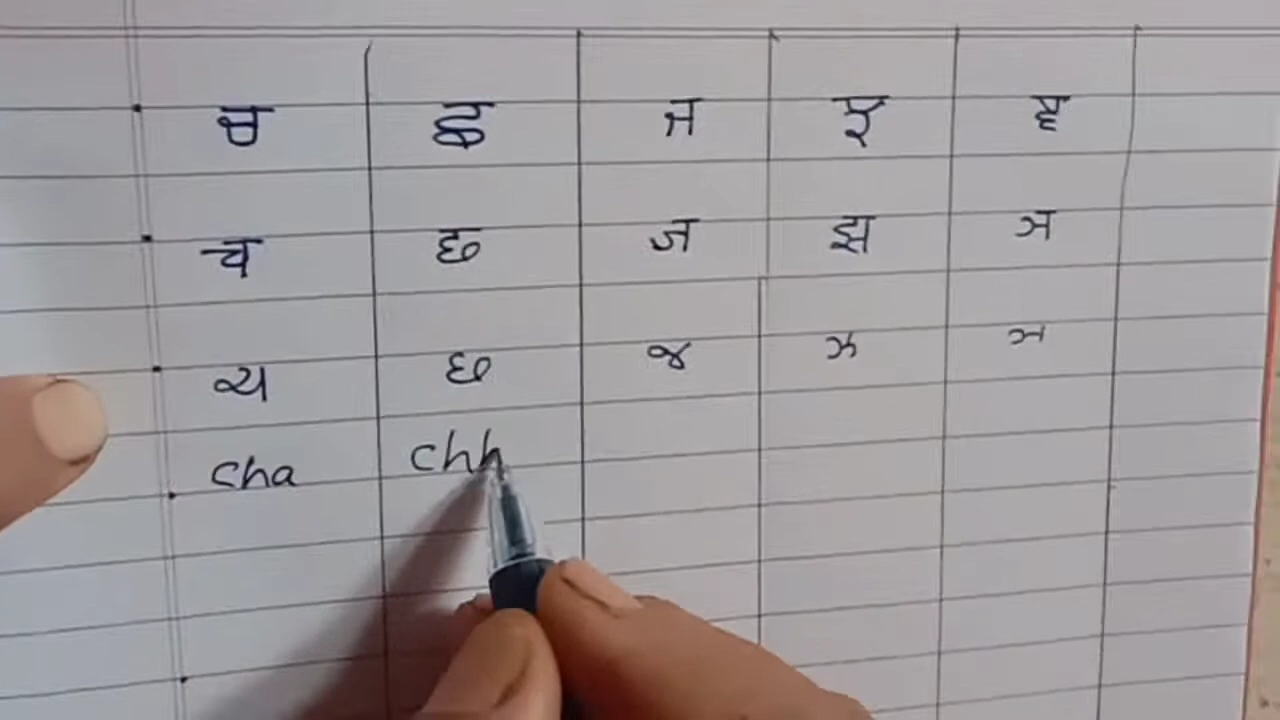 ਚ ਛ ਜ ਝ ਞ
च छ ज झ ञ
ચ છ જ ઝ ઞ
cha chh